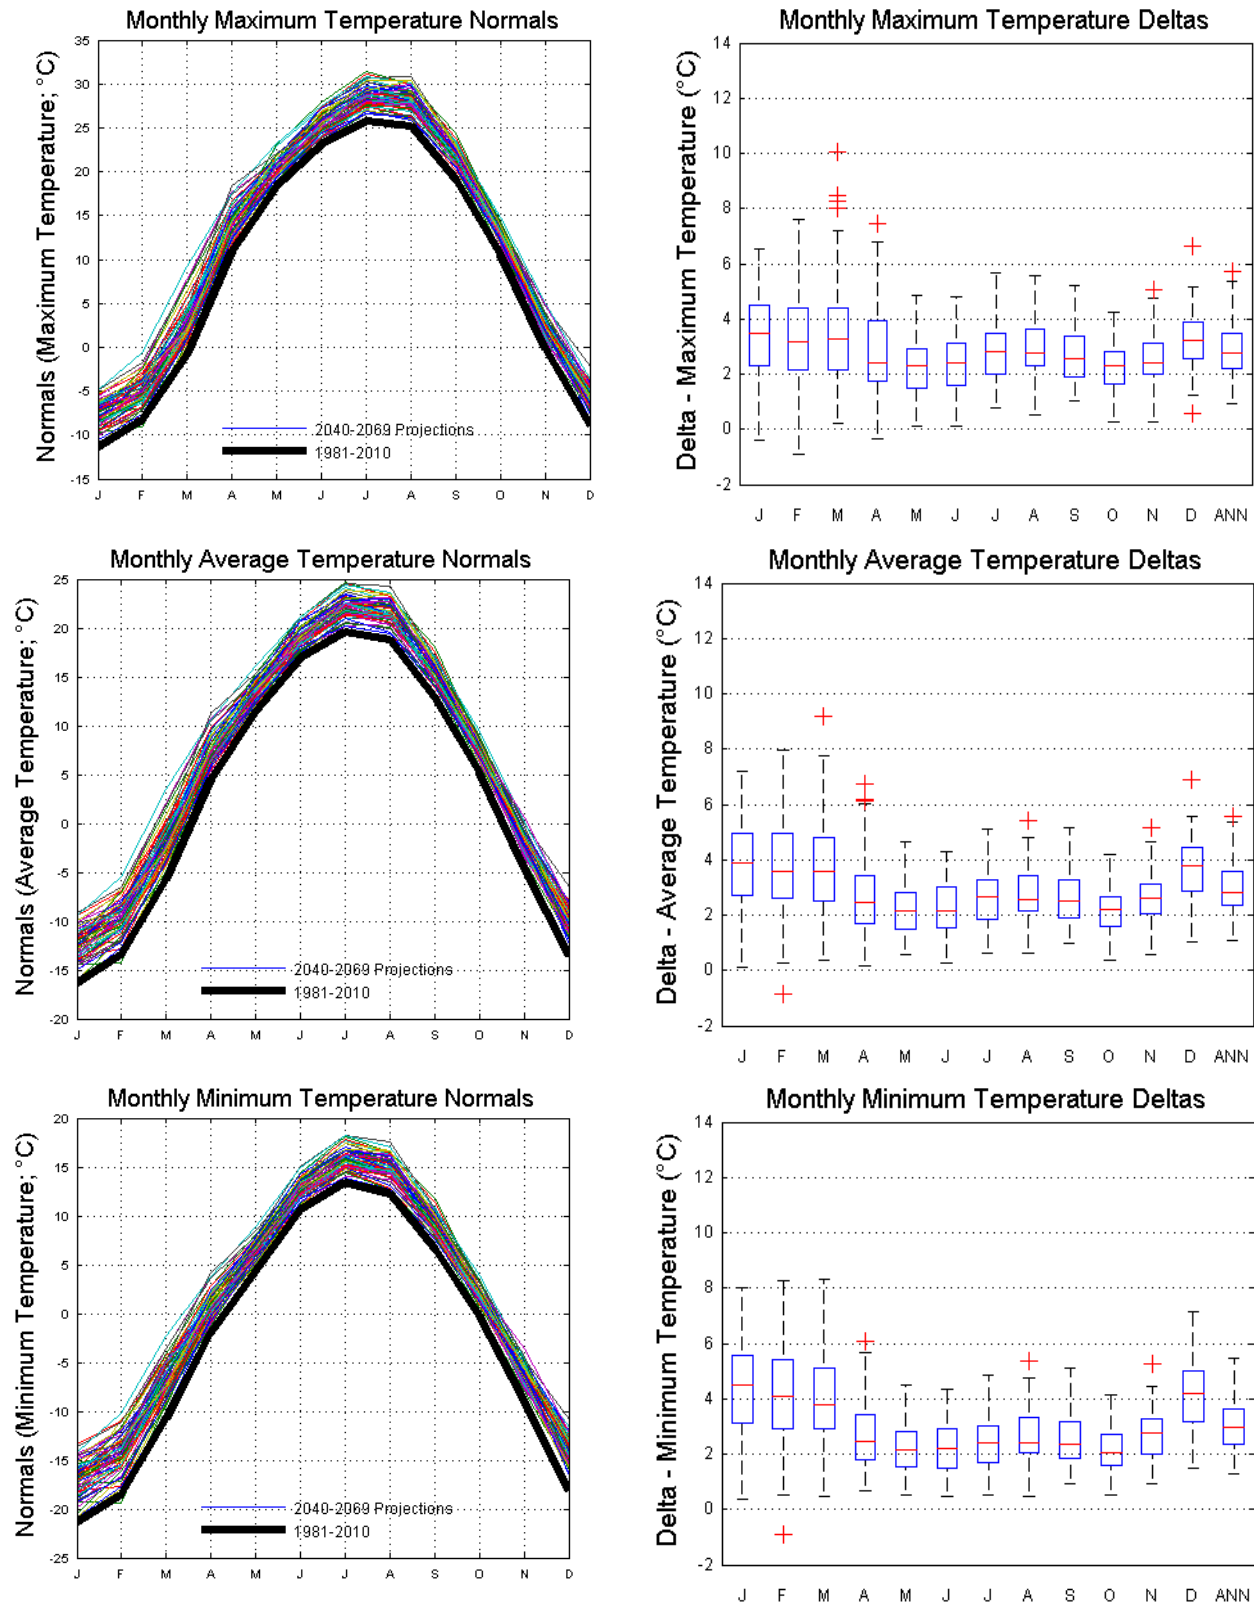 Monthly Maximum Temperature Normals
Normals (Maximum Temperature; °C)
35
30
25
20
15
10
5
0
-5
-10
-15
2040-2069 Projections
1981-2010
J F M A M J J A S O N D
Monthly Maximum Temperature Deltas
Delta - Maximum Temperature (°C)
14
12
10
8
6
4
2
0
-2
J F M A M J J A S O N D ANN
Monthly Average Temperature Normals
Normals (Average Temperature; °C)
25
20
15
10
5
0
-5
-10
-15
-20
2040-2069 Projections
1981-2010
J F M A M J J A S O N D
Monthly Average Temperature Deltas
Delta - Average Temperature (°C)
14
12
10
8
6
4
2
0
-2
J F M A M J J A S O N D ANN
Monthly Minimum Temperature Normals
Normals (Minimum Temperature; °C)
20
15
10
5
0
-5
-10
-15
-20
-25
2040-2069 Projections
1981-2010
J F M A M J J A S O N D
Monthly Minimum Temperature Deltas
Delta - Minimum Temperature (°C)
14
12
10
8
6
4
2
0
-2
J F M A M J J A S O N D ANN